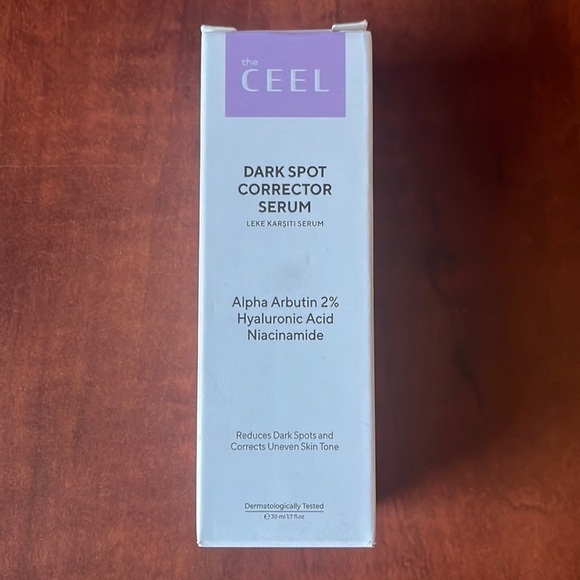 the
CEEL
DARK SPOT
CORRECTOR
SERUM
LEKE KARŞITI SERUM
Alpha Arbutin 2%
Hyaluronic Acid
Niacinamide
Reduces Dark Spots and
Corrects Uneven Skin Tone
Dermatologically Tested
℮30 ml 1.7 fl.oz